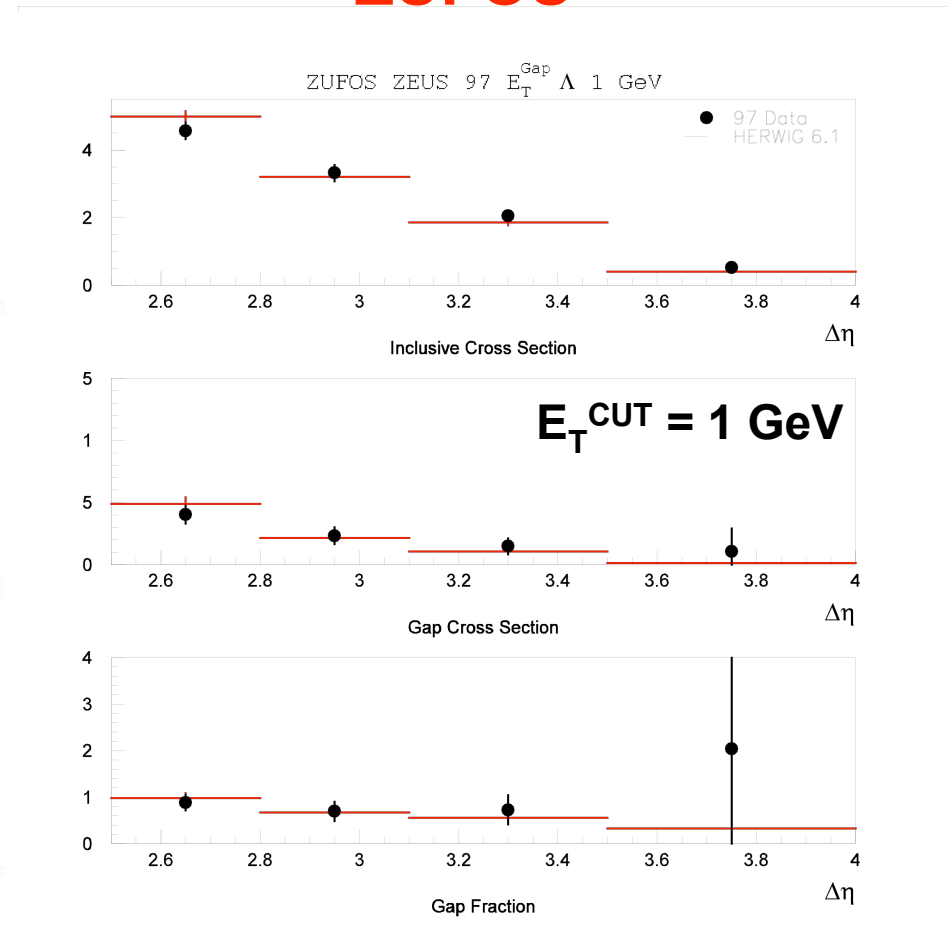 ZUFOS ZEUS 97 E_T^Gap Λ 1 GeV
97 Data
HERWIG 6.1
4
2
0
2.6 2.8 3 3.2 3.4 3.6 3.8 4
Δη
Inclusive Cross Section
5
1
5
0
E_T^CUT = 1 GeV
2.6 2.8 3 3.2 3.4 3.6 3.8 4
Δη
Gap Cross Section
4
3
2
1
0
2.6 2.8 3 3.2 3.4 3.6 3.8 4
Δη
Gap Fraction